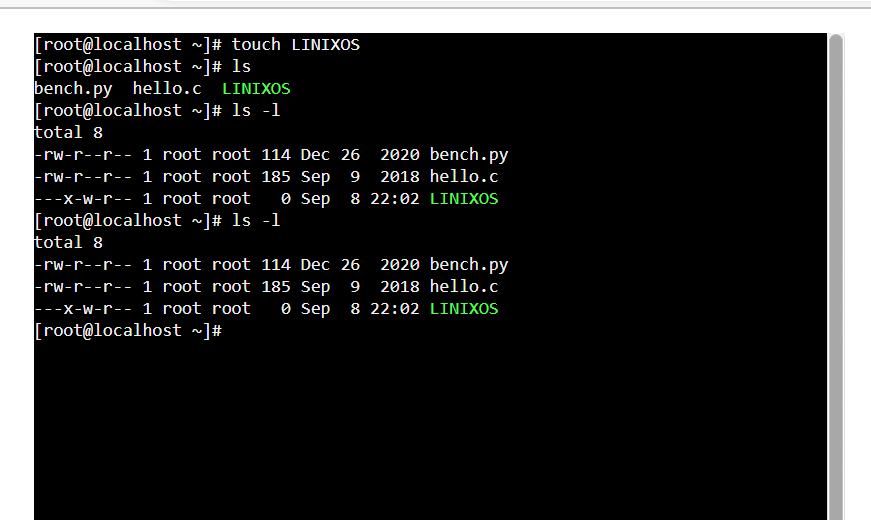 [root@localhost ~]# touch LINIXOS
[root@localhost ~]# ls
bench.py  hello.c  LINIXOS
[root@localhost ~]# ls -l
total 8
-rw-r--r-- 1 root root 114 Dec 26  2020 bench.py
-rw-r--r-- 1 root root 185 Sep  9  2018 hello.c
---x-w-r-- 1 root root   0 Sep  8 22:02 LINIXOS
[root@localhost ~]# ls -l
total 8
-rw-r--r-- 1 root root 114 Dec 26  2020 bench.py
-rw-r--r-- 1 root root 185 Sep  9  2018 hello.c
---x-w-r-- 1 root root   0 Sep  8 22:02 LINIXOS
[root@localhost ~]#